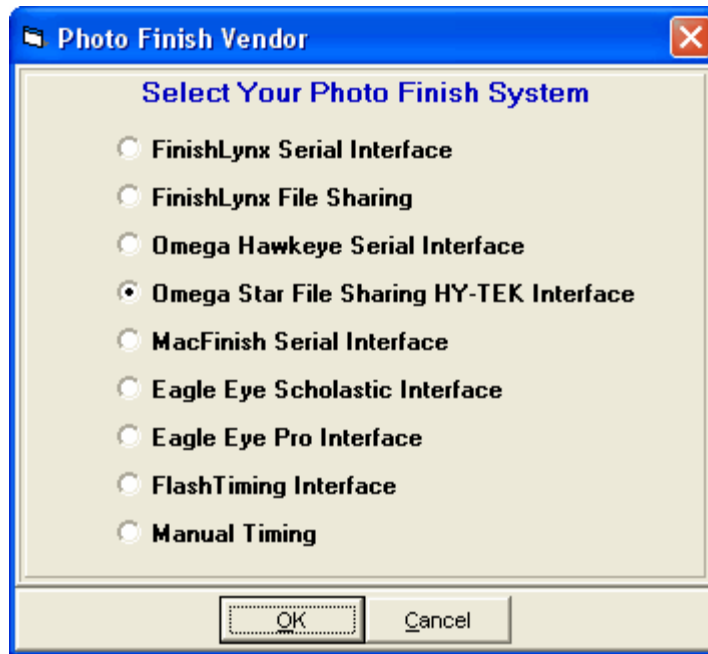 Photo Finish Vendor
Select Your Photo Finish System
FinishLynx Serial Interface
FinishLynx File Sharing
Omega Hawkeye Serial Interface
Omega Star File Sharing HY-TEK Interface
MacFinish Serial Interface
Eagle Eye Scholastic Interface
Eagle Eye Pro Interface
FlashTiming Interface
Manual Timing
OK Cancel